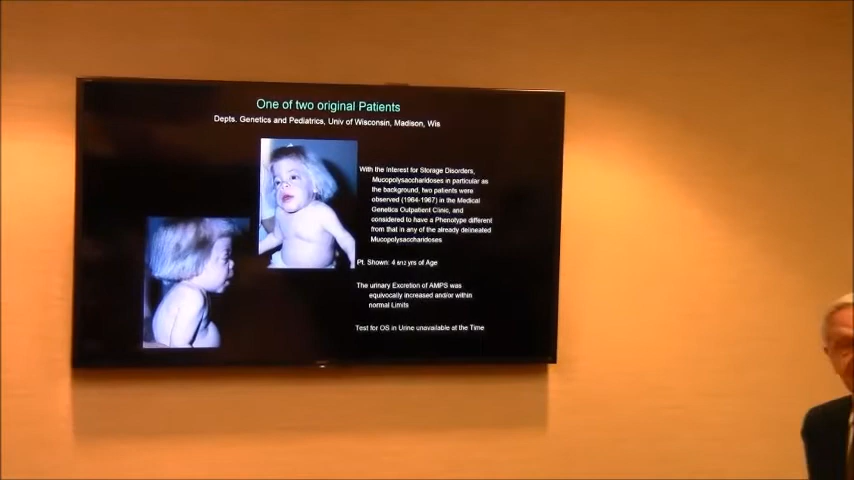 One of two original Patients
Depts. Genetics and Pediatrics, Univ of Wisconsin, Madison, Wis
With the Interest for Storage Disorders,
Mucopolysaccharidoses in particular as
the background, two patients were
observed (1964-1967) in the Medical
Genetics Outpatient Clinic, and
considered to have a Phenotype different
from that in any of the already delineated
Mucopolysaccharidoses
Pt. Shown: 4 6/12 yrs of Age
The urinary Excretion of AMPS was
equivocally increased and/or within
normal Limits
Test for OS in Urine unavailable at the Time